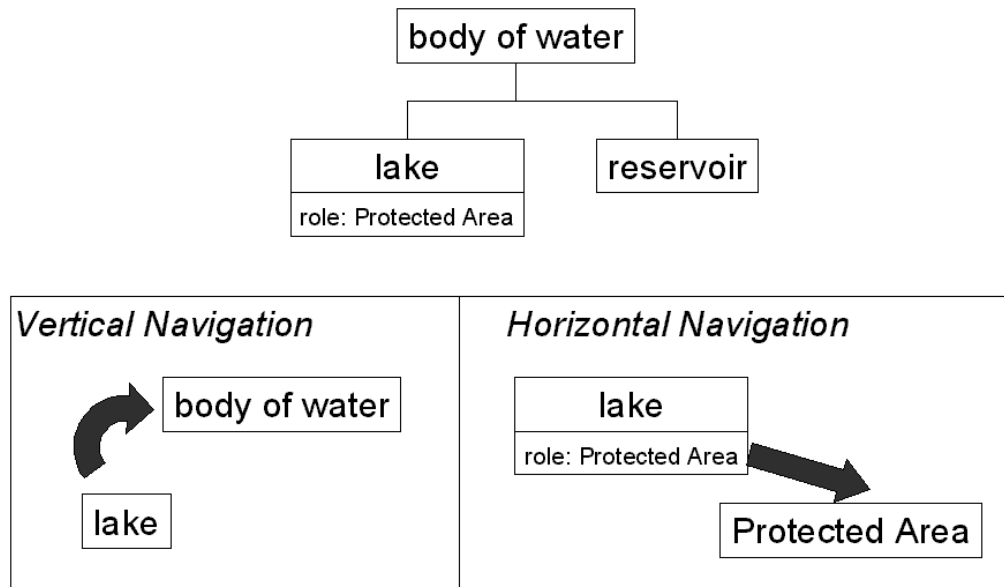 body of water
lake
reservoir
role: Protected Area
Vertical Navigation
Horizontal Navigation
body of water
lake
lake
role: Protected Area
Protected Area